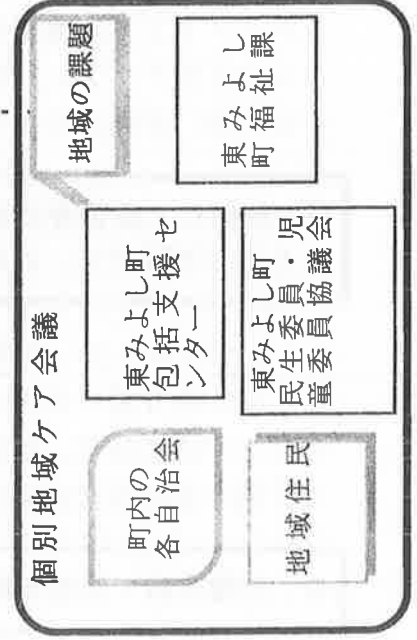 個別地域ケア会議
地域の課題
町内の
各自治会
東みよし町
包括支援セ
ンター
東みよし
町福祉課
地域住民
東みよし町
民生委員・児
童委員協議会